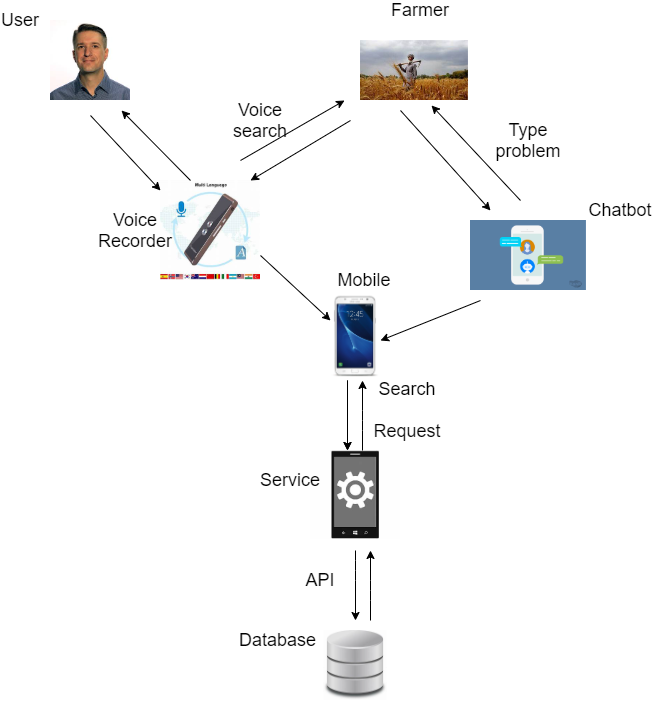 User
Farmer
Voice
search
Type
problem
Multi Language
Voice
Recorder
Chatbot
Mobile
12:45
Search
Request
Service
API
Database